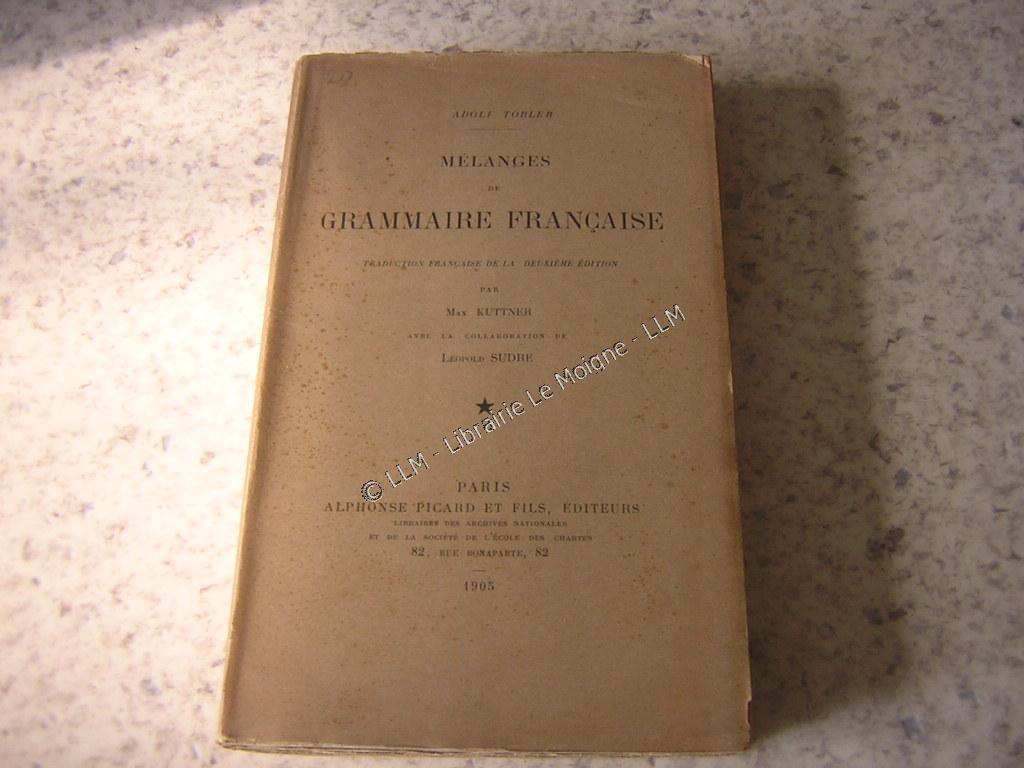 ADOLF TOBLER
MÉLANGES
DE
GRAMMAIRE FRANÇAISE
TRADUCTION FRANÇAISE DE LA DEUXIÈME ÉDITION
PAR
Max KUTTNER
AVEC LA COLLABORATION DE
Léopold SUDRE
© LLM - Librairie Le Moigne - LLM
PARIS
ALPHONSE PICARD ET FILS, ÉDITEURS
LIBRAIRES DES ARCHIVES NATIONALES
ET DE LA SOCIÉTÉ DE L'ÉCOLE DES CHARTES
82, RUE BONAPARTE, 82
1905